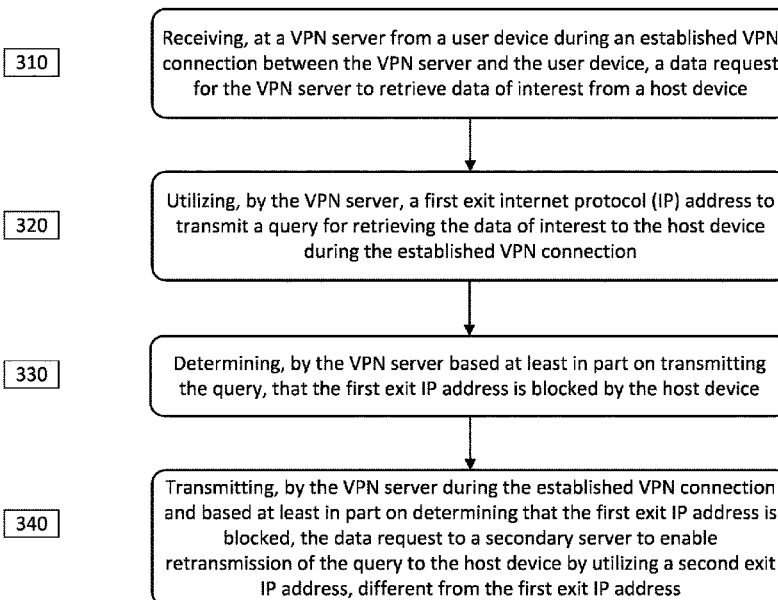 310
Receiving, at a VPN server from a user device during an established VPN
connection between the VPN server and the user device, a data request
for the VPN server to retrieve data of interest from a host device
320
Utilizing, by the VPN server, a first exit internet protocol (IP) address to
transmit a query for retrieving the data of interest to the host device
during the established VPN connection
330
Determining, by the VPN server based at least in part on transmitting
the query, that the first exit IP address is blocked by the host device
340
Transmitting, by the VPN server during the established VPN connection
and based at least in part on determining that the first exit IP address is
blocked, the data request to a secondary server to enable
retransmission of the query to the host device by utilizing a second exit
IP address, different from the first exit IP address